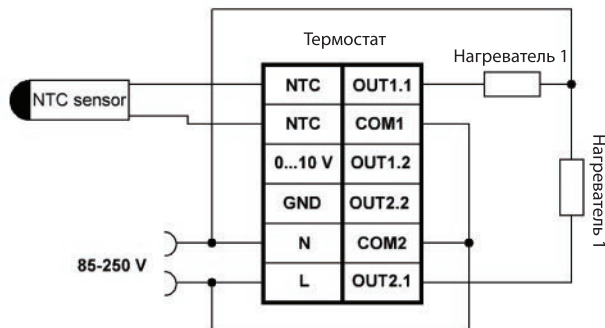 Термостат
Нагреватель 1
NTC sensor
NTC OUT1.1
NTC COM1
0...10 V OUT1.2
GND OUT2.2
N COM2
L OUT2.1
85-250 V
Нагреватель 1